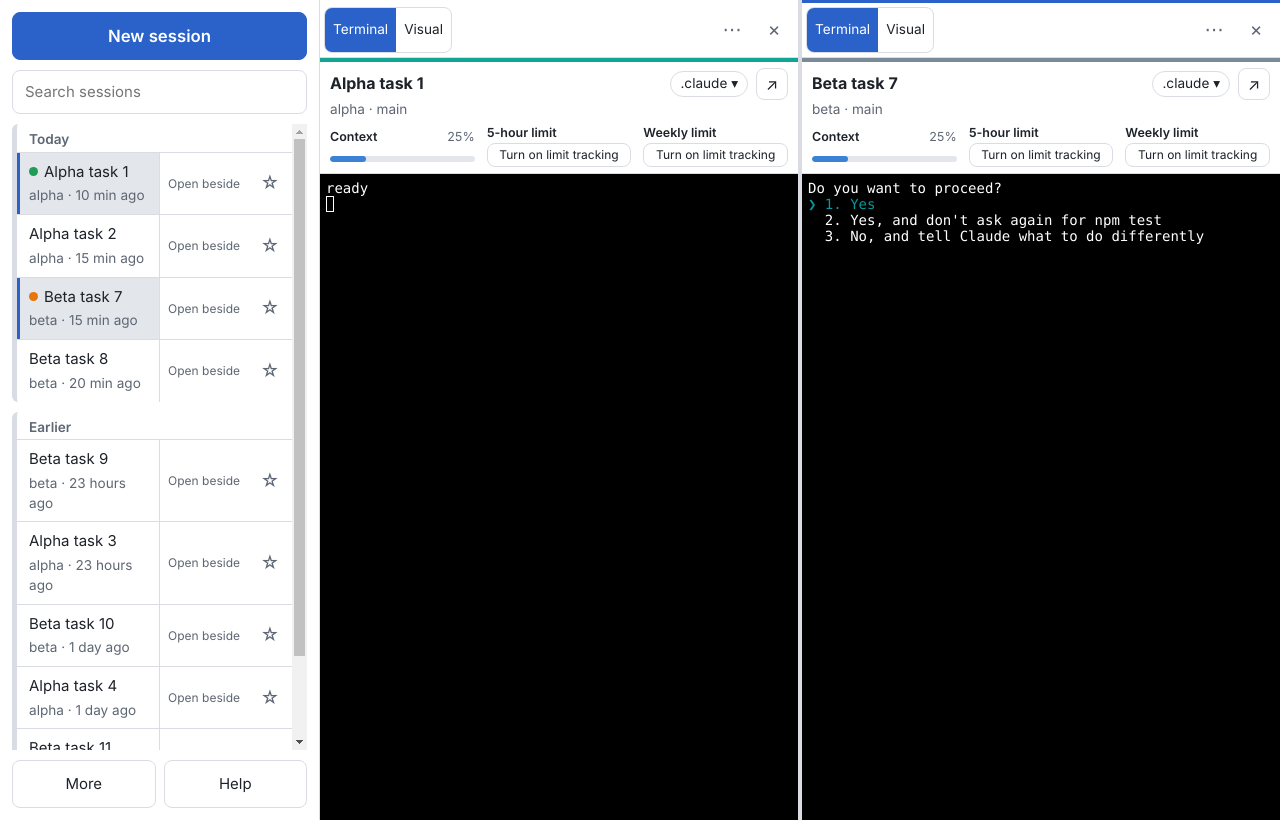 New session
Search sessions
Today
Alpha task 1
alpha · 10 min ago
Open beside
Alpha task 2
alpha · 15 min ago
Open beside
Beta task 7
beta · 15 min ago
Open beside
Beta task 8
beta · 20 min ago
Open beside
Earlier
Beta task 9
beta · 23 hours
ago
Open beside
Alpha task 3
alpha · 23 hours
ago
Open beside
Beta task 10
beta · 1 day ago
Open beside
Alpha task 4
alpha · 1 day ago
Open beside
Beta task 11
More
Help
Terminal Visual
Alpha task 1
.claude ▾
alpha · main
Context 25%
5-hour limit
Turn on limit tracking
Weekly limit
Turn on limit tracking
ready
Terminal Visual
Beta task 7
.claude ▾
beta · main
Context 25%
5-hour limit
Turn on limit tracking
Weekly limit
Turn on limit tracking
Do you want to proceed?
❯ 1. Yes
2. Yes, and don't ask again for npm test
3. No, and tell Claude what to do differently